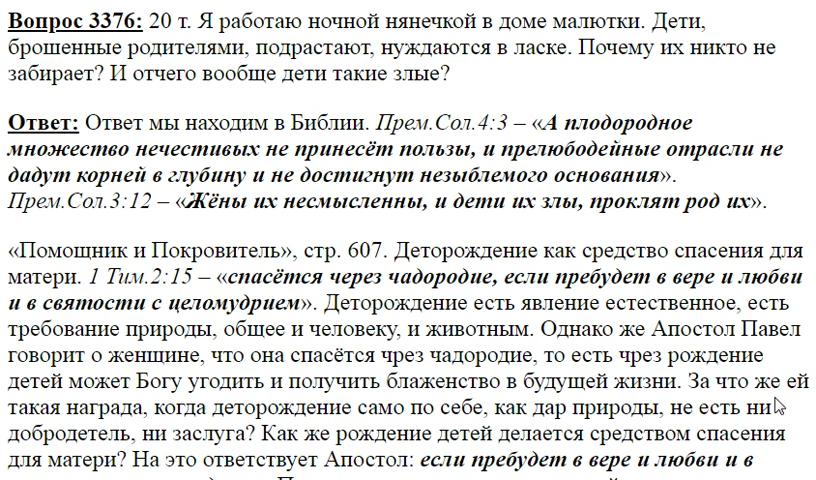 Вопрос 3376: 20 т. Я работаю ночной нянечкой в доме малютки. Дети,
брошенные родителями, подрастают, нуждаются в ласке. Почему их никто не
забирает? И отчего вообще дети такие злые?
Ответ: Ответ мы находим в Библии. Прем.Сол.4:3 – «А плодородное
множество нечестивых не принесёт пользы, и прелюбодейные отрасли не
дадут корней в глубину и не достигнут незыблемого основания».
Прем.Сол.3:12 – «Жёны их несмысленны, и дети их злы, проклят род их».
«Помощник и Покровитель», стр. 607. Деторождение как средство спасения для
матери. 1 Тим.2:15 – «спасётся через чадородие, если пребудет в вере и любви
и в святости с целомудрием». Деторождение есть явление естественное, есть
требование природы, общее и человеку, и животным. Однако же Апостол Павел
говорит о женщине, что она спасётся чрез чадородие, то есть чрез рождение
детей может Богу угодить и получить блаженство в будущей жизни. За что же ей
такая награда, когда деторождение само по себе, как дар природы, не есть ни
добродетель, ни заслуга? Как же рождение детей делается средством спасения
для матери? На это ответствует Апостол: если пребудет в вере и любви и в